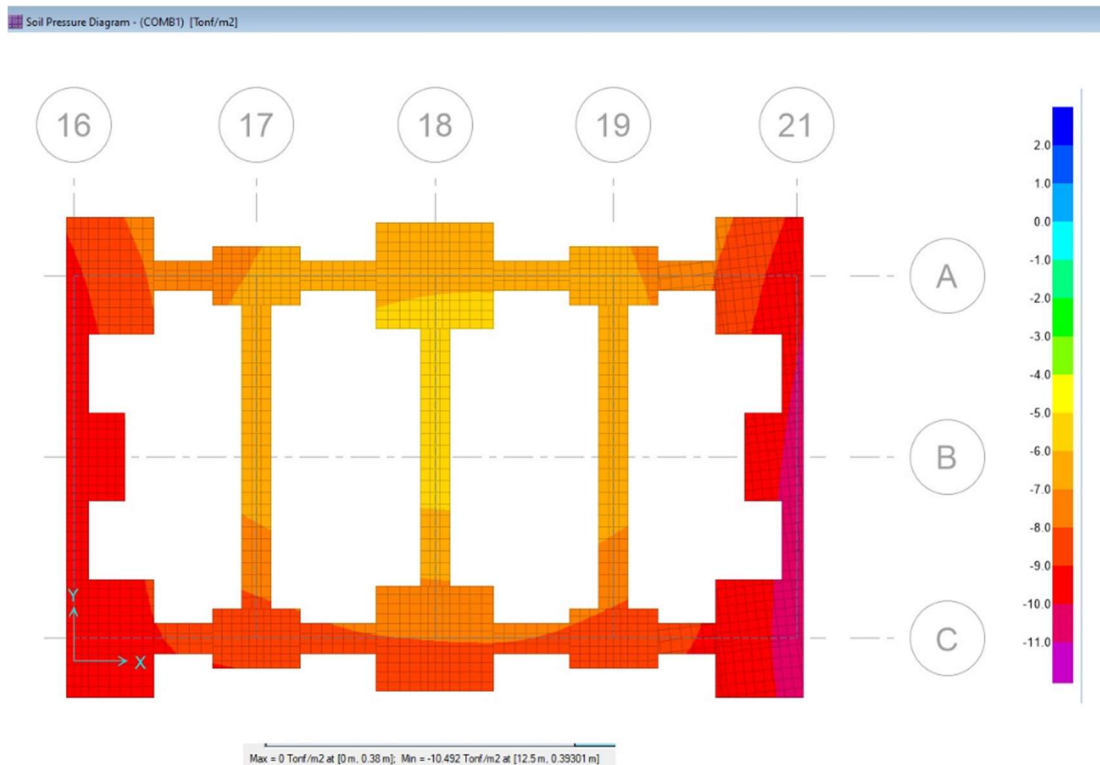 Soil Pressure Diagram - (COMB1) [Tonf/m2]
16 17 18 19 21
2.0
1.0
0.0
-1.0
-2.0
-3.0
-4.0
-5.0
-6.0
-7.0
-8.0
-9.0
-10.0
-11.0
A
B
C
Y
X
Max = 0 Tonf/m2 at [0 m, 0.38 m]; Min = -10.492 Tonf/m2 at [12.5 m, 0.39301 m]